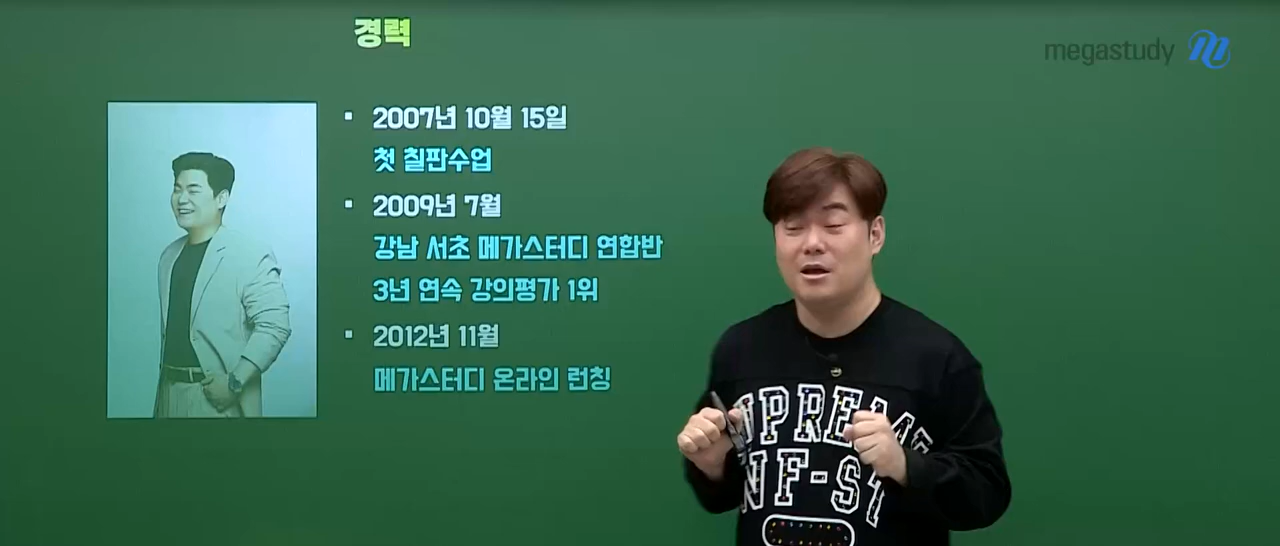 경력
megastudy
2007년 10월 15일
첫 칠판수업
2009년 7월
강남 서초 메가스터디 연합반
3년 연속 강의평가 1위
2012년 11월
메가스터디 온라인 런칭